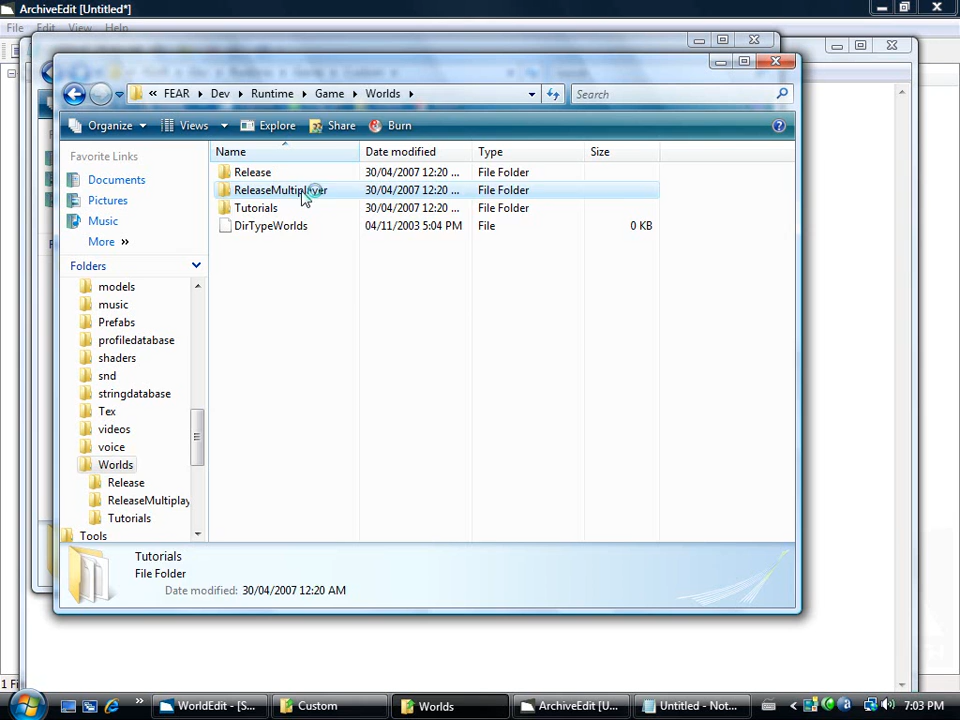 ArchiveEdit [Untitled*]
File Edit View Help
« FEAR Dev Runtime Game Worlds
Search
Organize Views Explore Share Burn
Favorite Links
Documents
Pictures
Music
More »
Folders
models
music
Prefabs
profiledatabase
shaders
snd
stringdatabase
Tex
videos
voice
Worlds
Release
ReleaseMultiplay
Tutorials
Tools
Name Date modified Type Size
Release 30/04/2007 12:20 ... File Folder
ReleaseMultiplayer 30/04/2007 12:20 ... File Folder
Tutorials 30/04/2007 12:20 ... File Folder
DirTypeWorlds 04/11/2003 5:04 PM File 0 KB
Tutorials
File Folder
Date modified: 30/04/2007 12:20 AM
1 Fi
» WorldEdit - [S... Custom Worlds ArchiveEdit [U... Untitled - Not... 7:03 PM